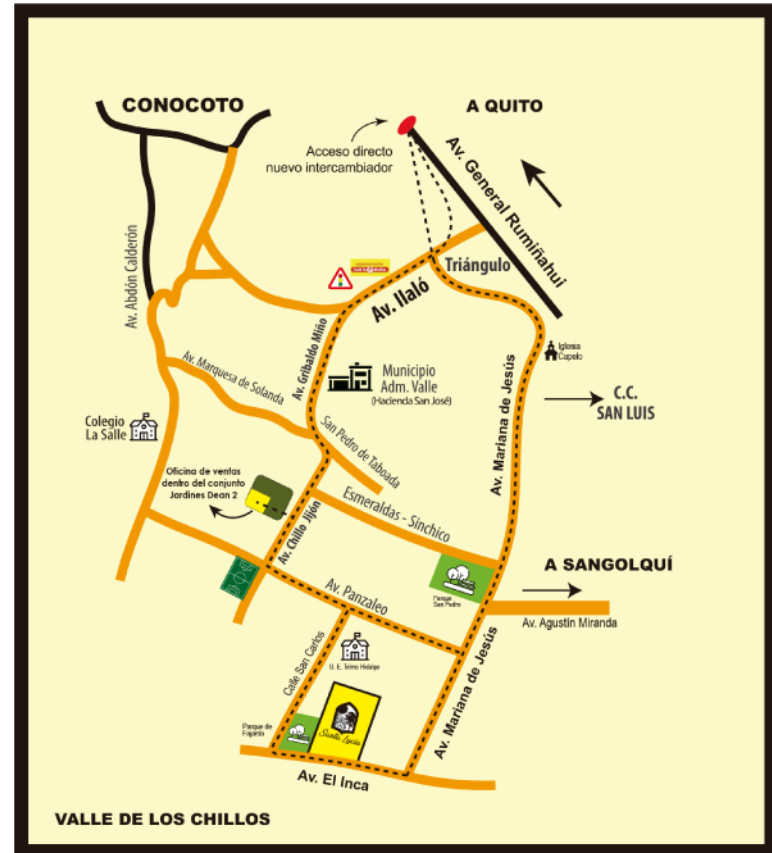 CONOCOTO
A QUITO
Acceso directo
nuevo intercambiador
Av. General Rumiñahui
Av. Abdón Calderón
Triángulo
Av. Ilaló
Iglesia
Capelo
Av. Gribaldo Miño
Av. Marquesa de Solanda
Municipio
Adm. Valle
(Hacienda San José)
Av. Mariana de Jesús
C.C.
SAN LUIS
Colegio
La Salle
San Pedro de Taboada
Oficina de ventas
dentro del conjunto
Jardines Dean 2
Esmeraldas - Sinchico
Av. Chillo Jijón
A SANGOLQUÍ
Parque
San Pedro
Av. Panzaleo
Av. Agustín Miranda
Calle San Carlos
U. E. Telmo Hidalgo
Av. Mariana de Jesús
Parque de
Fajardo
Santa Lucía
Av. El Inca
VALLE DE LOS CHILLOS